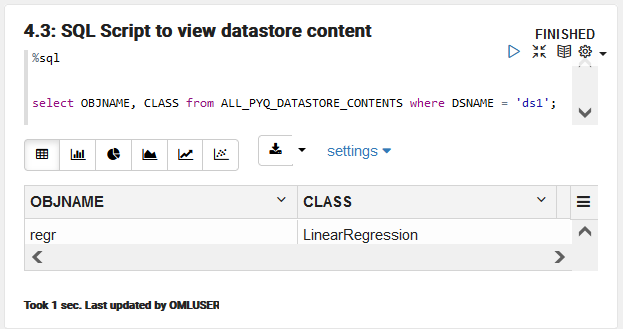 4.3: SQL Script to view datastore content
FINISHED
%sql
select OBJNAME, CLASS from ALL_PYQ_DATASTORE_CONTENTS where DSNAME = 'ds1';
settings
OBJNAME CLASS
regr LinearRegression
Took 1 sec. Last updated by OMLUSER